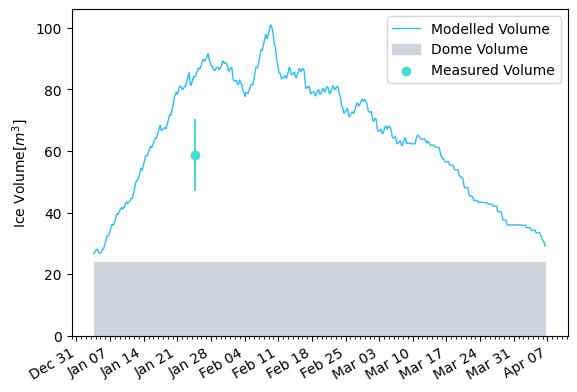 Modelled Volume
Dome Volume
Measured Volume
Ice Volume[$m^3$]
100
80
60
40
20
0
Dec 31
Jan 07
Jan 14
Jan 21
Jan 28
Feb 04
Feb 11
Feb 18
Feb 25
Mar 03
Mar 10
Mar 17
Mar 24
Mar 31
Apr 07